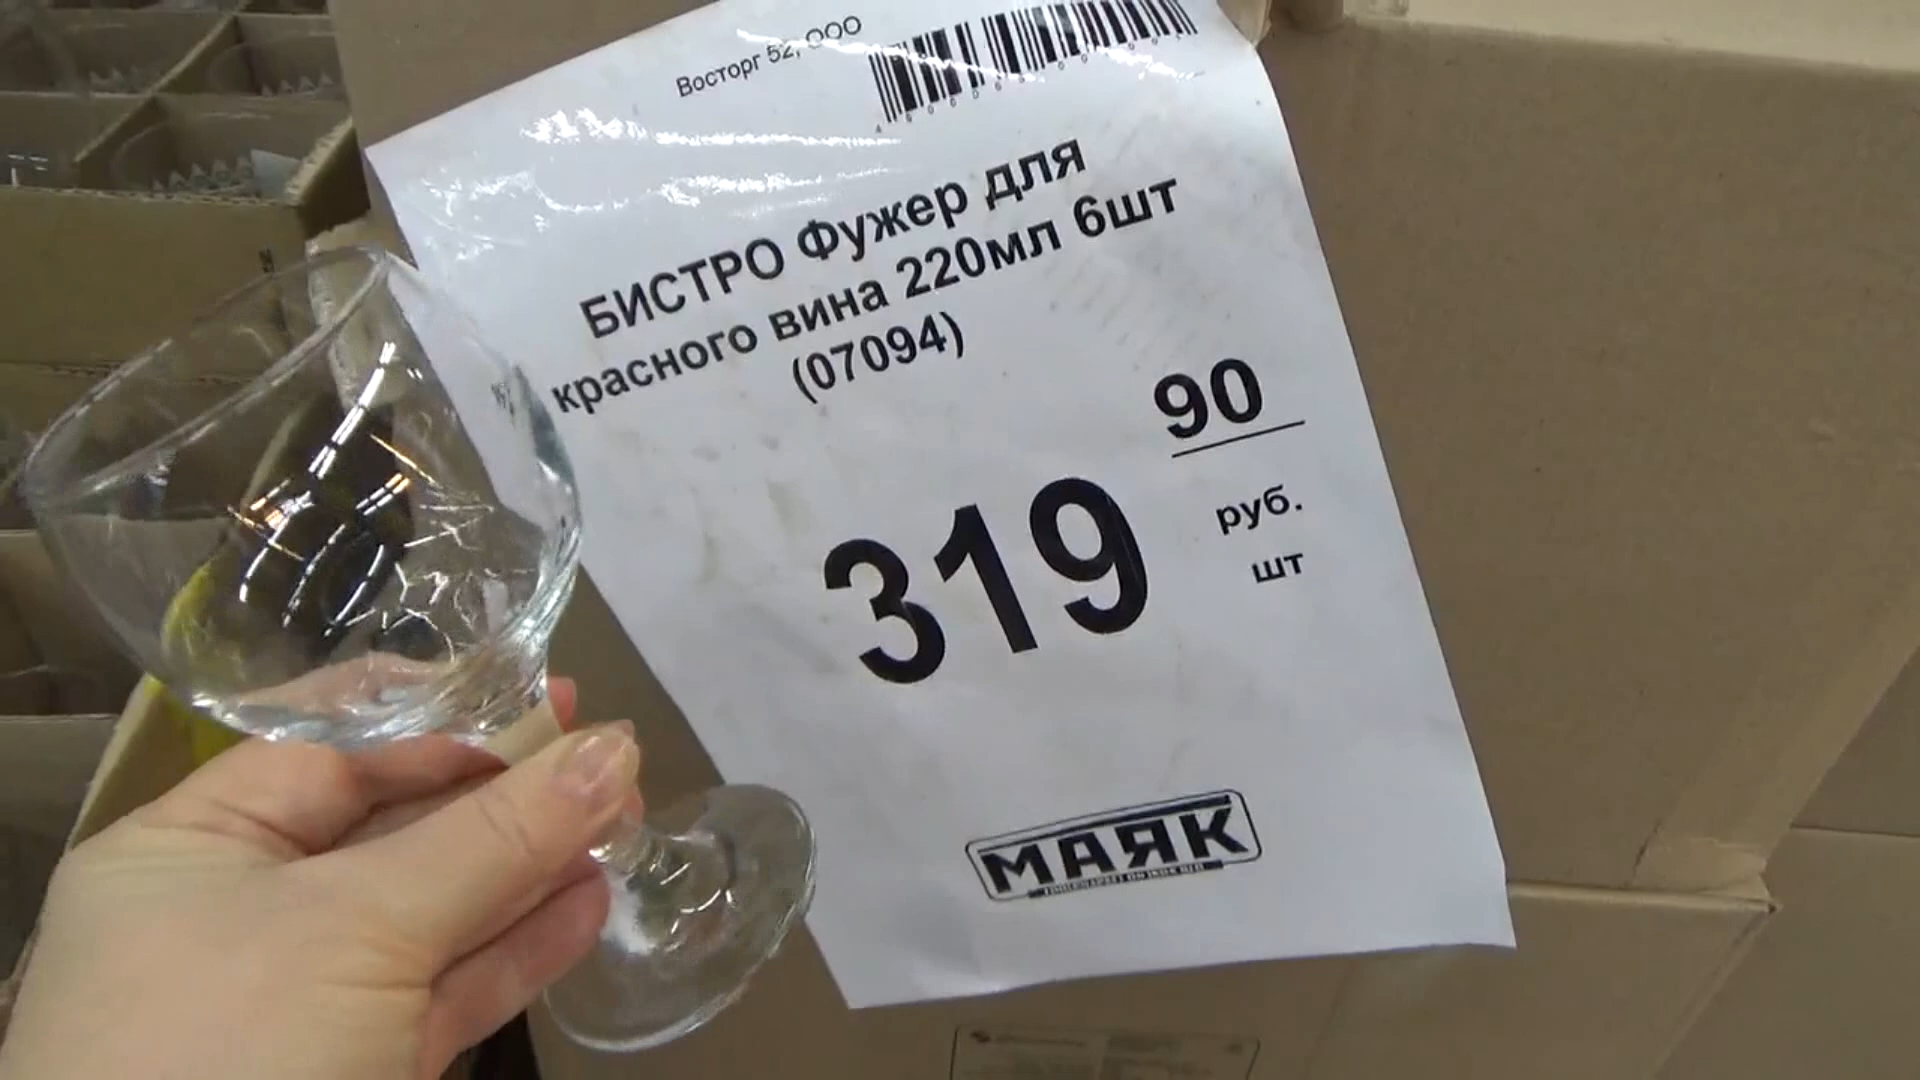 Восторг 52, ООО
БИСТРО Фужер для
красного вина 220мл 6шт
(07094)
90
319
руб.
шт
МАЯК